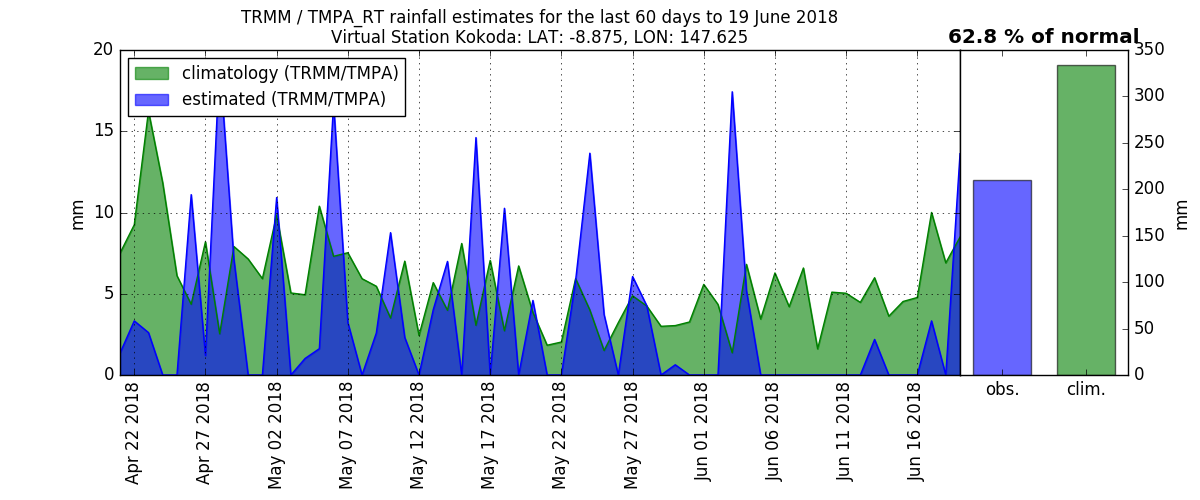 TRMM / TMPA_RT rainfall estimates for the last 60 days to 19 June 2018
Virtual Station Kokoda: LAT: -8.875, LON: 147.625
62.8 % of normal
climatology (TRMM/TMPA)
estimated (TRMM/TMPA)
20
15
10
5
0
mm
Apr 22 2018
Apr 27 2018
May 02 2018
May 07 2018
May 12 2018
May 17 2018
May 22 2018
May 27 2018
Jun 01 2018
Jun 06 2018
Jun 11 2018
Jun 16 2018
obs.
clim.
350
300
250
200
150
100
50
0
mm